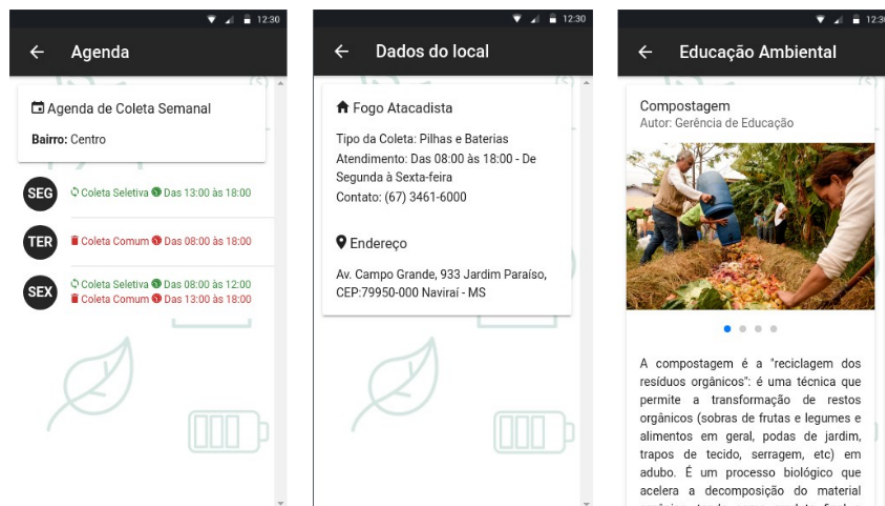 12:30
Agenda
Agenda de Coleta Semanal
Bairro: Centro
SEG
Coleta Seletiva Das 13:00 às 18:00
TER
Coleta Comum Das 08:00 às 18:00
SEX
Coleta Seletiva Das 08:00 às 12:00
Coleta Comum Das 13:00 às 18:00
12:30
Dados do local
Fogo Atacadista
Tipo da Coleta: Pilhas e Baterias
Atendimento: Das 08:00 às 18:00 - De
Segunda à Sexta-feira
Contato: (67) 3461-6000
Endereço
Av. Campo Grande, 933 Jardim Paraíso,
CEP:79950-000 Naviraí - MS
12:30
Educação Ambiental
Compostagem
Autor: Gerência de Educação
A compostagem é a "reciclagem dos
resíduos orgânicos": é uma técnica que
permite a transformação de restos
orgânicos (sobras de frutas e legumes e
alimentos em geral, podas de jardim,
trapos de tecido, serragem, etc) em
adubo. É um processo biológico que
acelera a decomposição do material